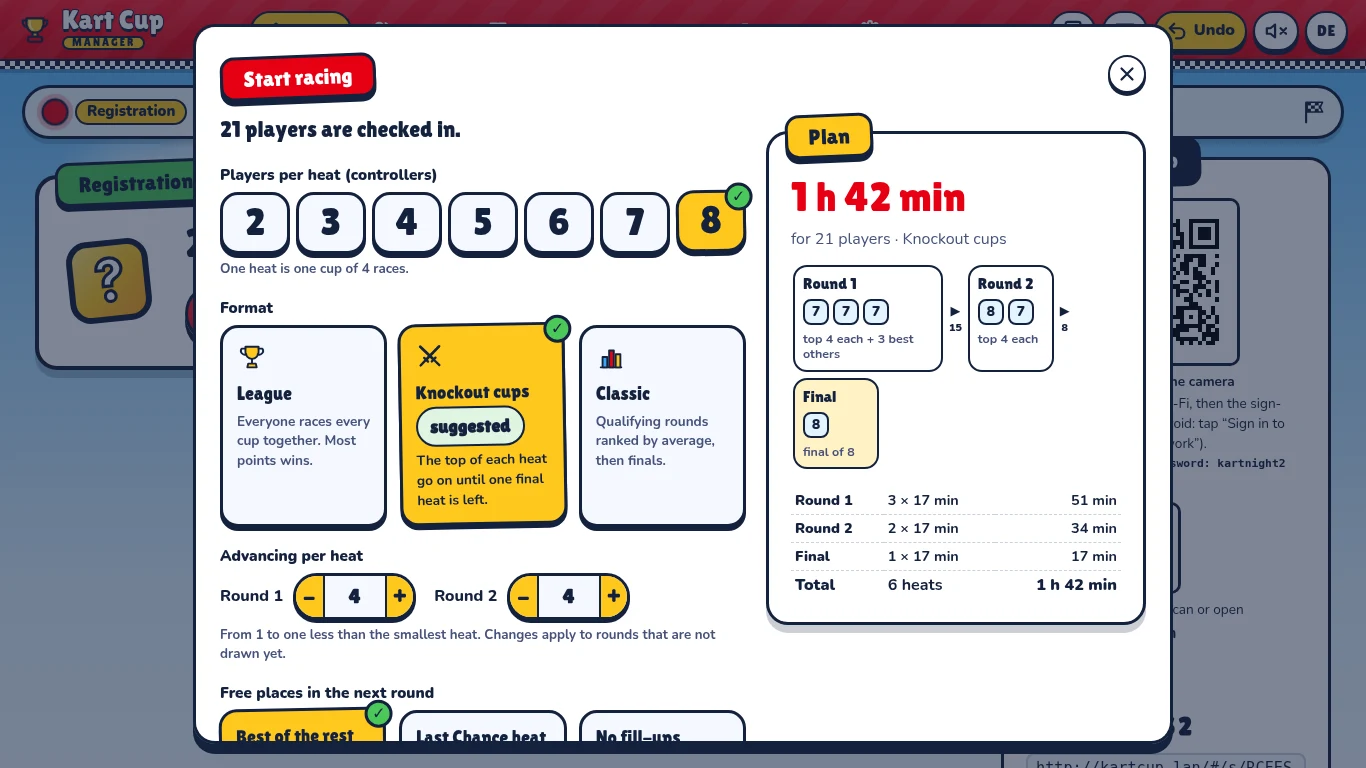 Kart Cup
MANAGER
Undo
DE
Registration
Registration
Start racing
21 players are checked in.
Players per heat (controllers)
2 3 4 5 6 7 8
One heat is one cup of 4 races.
Format
League
Everyone races every
cup together. Most
points wins.
Knockout cups
suggested
The top of each heat
go on until one final
heat is left.
Classic
Qualifying rounds
ranked by average,
then finals.
Advancing per heat
Round 1 – 4 + Round 2 – 4 +
From 1 to one less than the smallest heat. Changes apply to rounds that are not
drawn yet.
Free places in the next round
Best of the rest
Last Chance heat
No fill-ups
Plan
1 h 42 min
for 21 players · Knockout cups
Round 1
7 7 7
top 4 each + 3 best
others
15
Round 2
8 7
top 4 each
8
Final
8
final of 8
Round 1 3 × 17 min 51 min
Round 2 2 × 17 min 34 min
Final 1 × 17 min 17 min
Total 6 heats 1 h 42 min
camera
-Fi, then the sign-
oid: tap “Sign in to
sword: kartnight2
can or open
2
http://kartcup.lan/#/s/PCEES